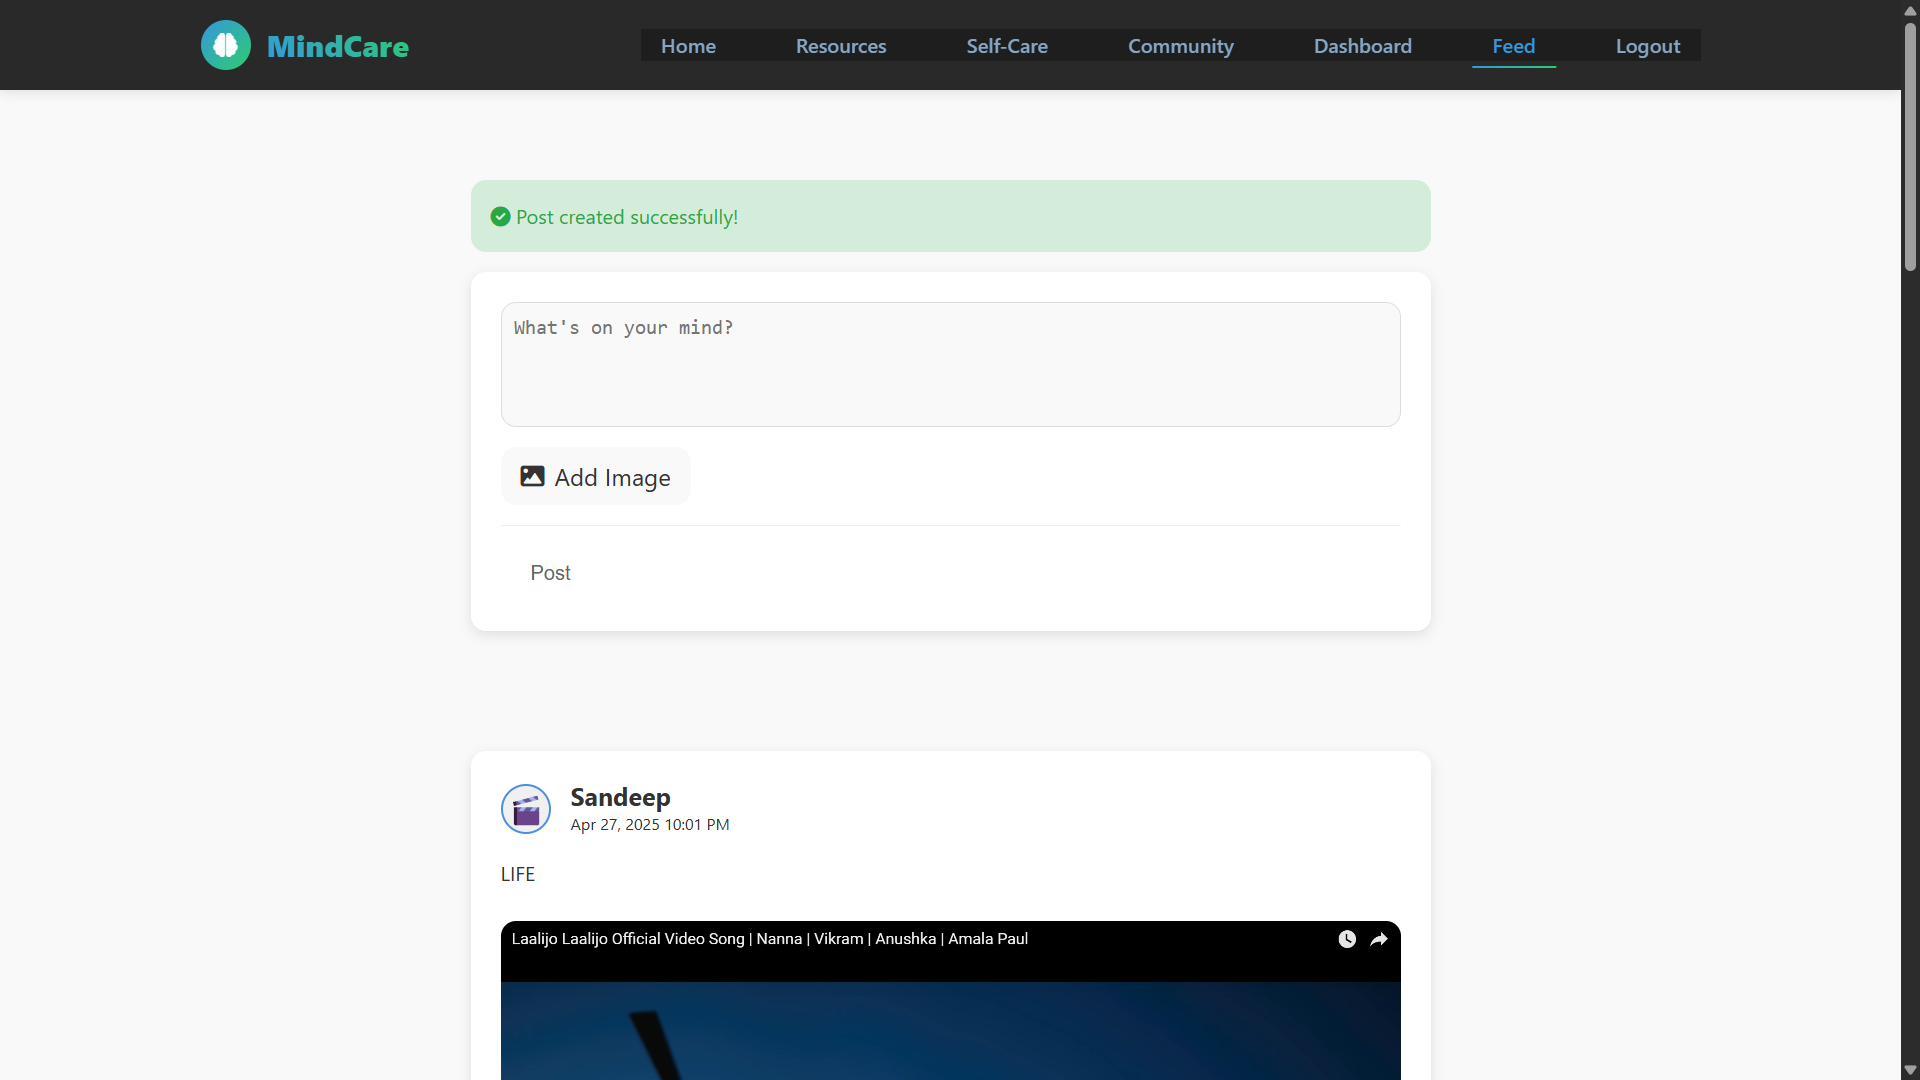 MindCare
Home Resources Self-Care Community Dashboard Feed Logout
Post created successfully!
What's on your mind?
Add Image
Post
Sandeep
Apr 27, 2025 10:01 PM
LIFE
Laalijo Laalijo Official Video Song | Nanna | Vikram | Anushka | Amala Paul